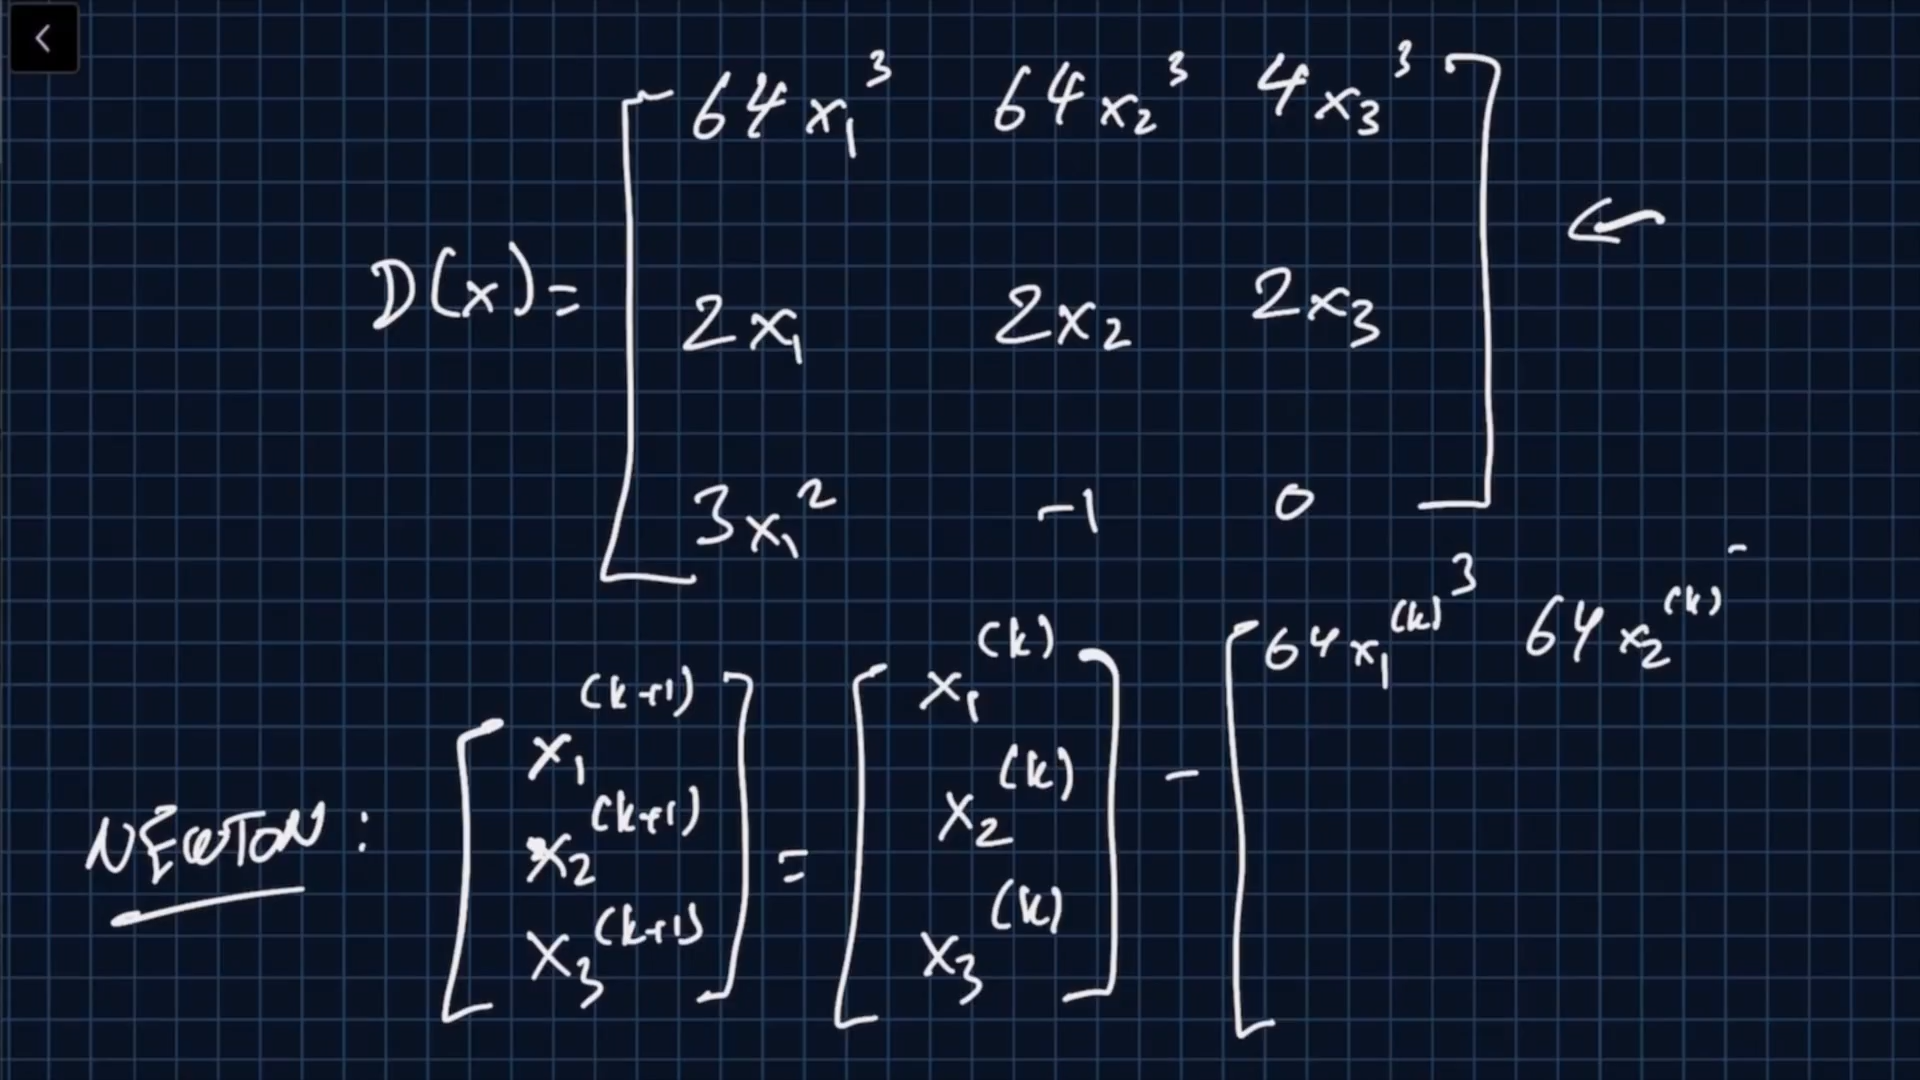 64x₁³ 64x₂³ 4x₃³
D(x)= 2x₁ 2x₂ 2x₃
3x₁² -1 0
NEWTON: [x₁^(k+1) x₂^(k+1) x₃^(k+1)] = [x₁^(k) x₂^(k) x₃^(k)] - [64x₁^(k)³ 64x₂^(k)